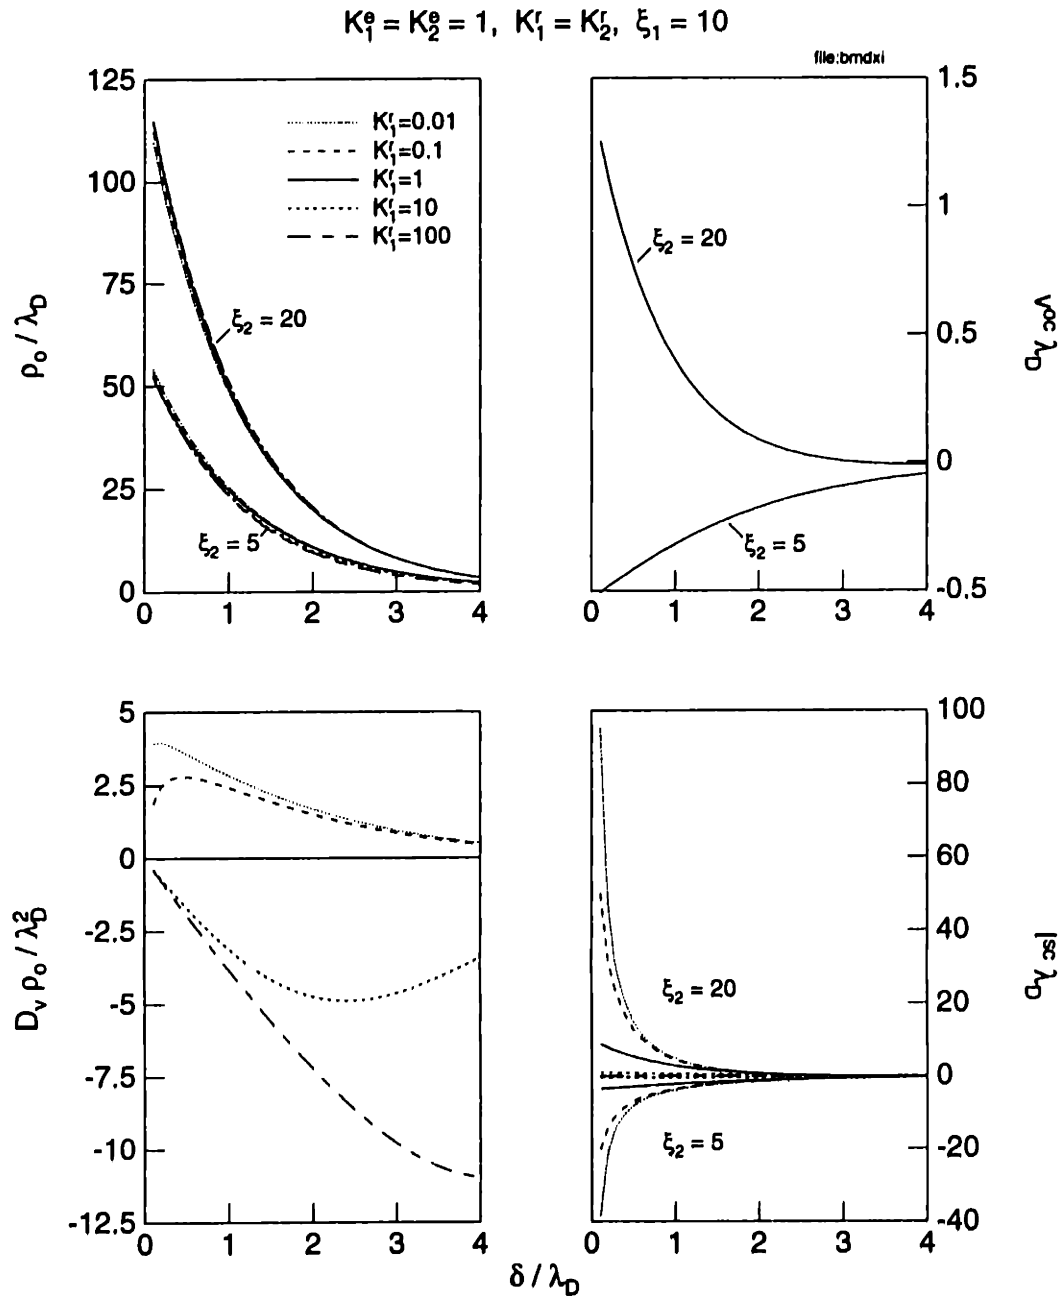 K₁ᵉ = K₂ᵉ = 1, K₁ʳ = K₂ʳ, ξ₁ = 10
file:bmdxi
125
100
75
50
25
0
ρₒ / λ_D
K₁ʳ=0.01
K₁ʳ=0.1
K₁ʳ=1
K₁ʳ=10
K₁ʳ=100
ξ₂ = 20
ξ₂ = 5
0 1 2 3 4
1.5
1
0.5
0
-0.5
V^oc λ_D
ξ₂ = 20
ξ₂ = 5
0 1 2 3 4
5
2.5
0
-2.5
-5
-7.5
-10
-12.5
D_v ρₒ / λ_D²
0 1 2 3 4
100
80
60
40
20
0
-20
-40
I^sc λ_D
ξ₂ = 20
ξ₂ = 5
0 1 2 3 4
δ / λ_D